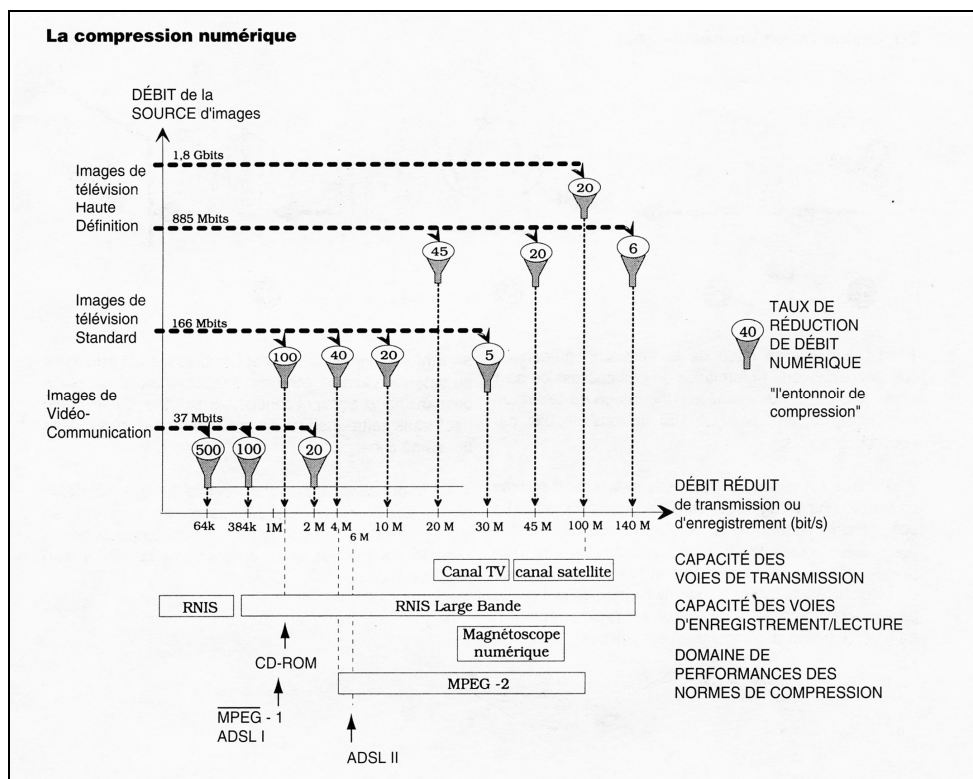 La compression numérique
DÉBIT de la
SOURCE d'images
1,8 Gbits
Images de
télévision
Haute
Définition
20
885 Mbits
45
20
6
Images de
télévision
Standard
166 Mbits
100
40
20
5
40
TAUX DE
RÉDUCTION
DE DÉBIT
NUMÉRIQUE
"l'entonnoir de
compression"
Images de
Vidéo-
Communication
37 Mbits
500
100
20
DÉBIT RÉDUIT
de transmission ou
d'enregistrement (bit/s)
64k 384k 1M 2 M 4 M 10 M 20 M 30 M 45 M 100 M 140 M
6 M
Canal TV canal satellite
CAPACITÉ DES
VOIES DE TRANSMISSION
RNIS RNIS Large Bande
CAPACITÉ DES VOIES
D'ENREGISTREMENT/LECTURE
Magnétoscope
numérique
CD-ROM
DOMAINE DE
PERFORMANCES DES
NORMES DE COMPRESSION
MPEG -2
MPEG - 1
ADSL I
ADSL II